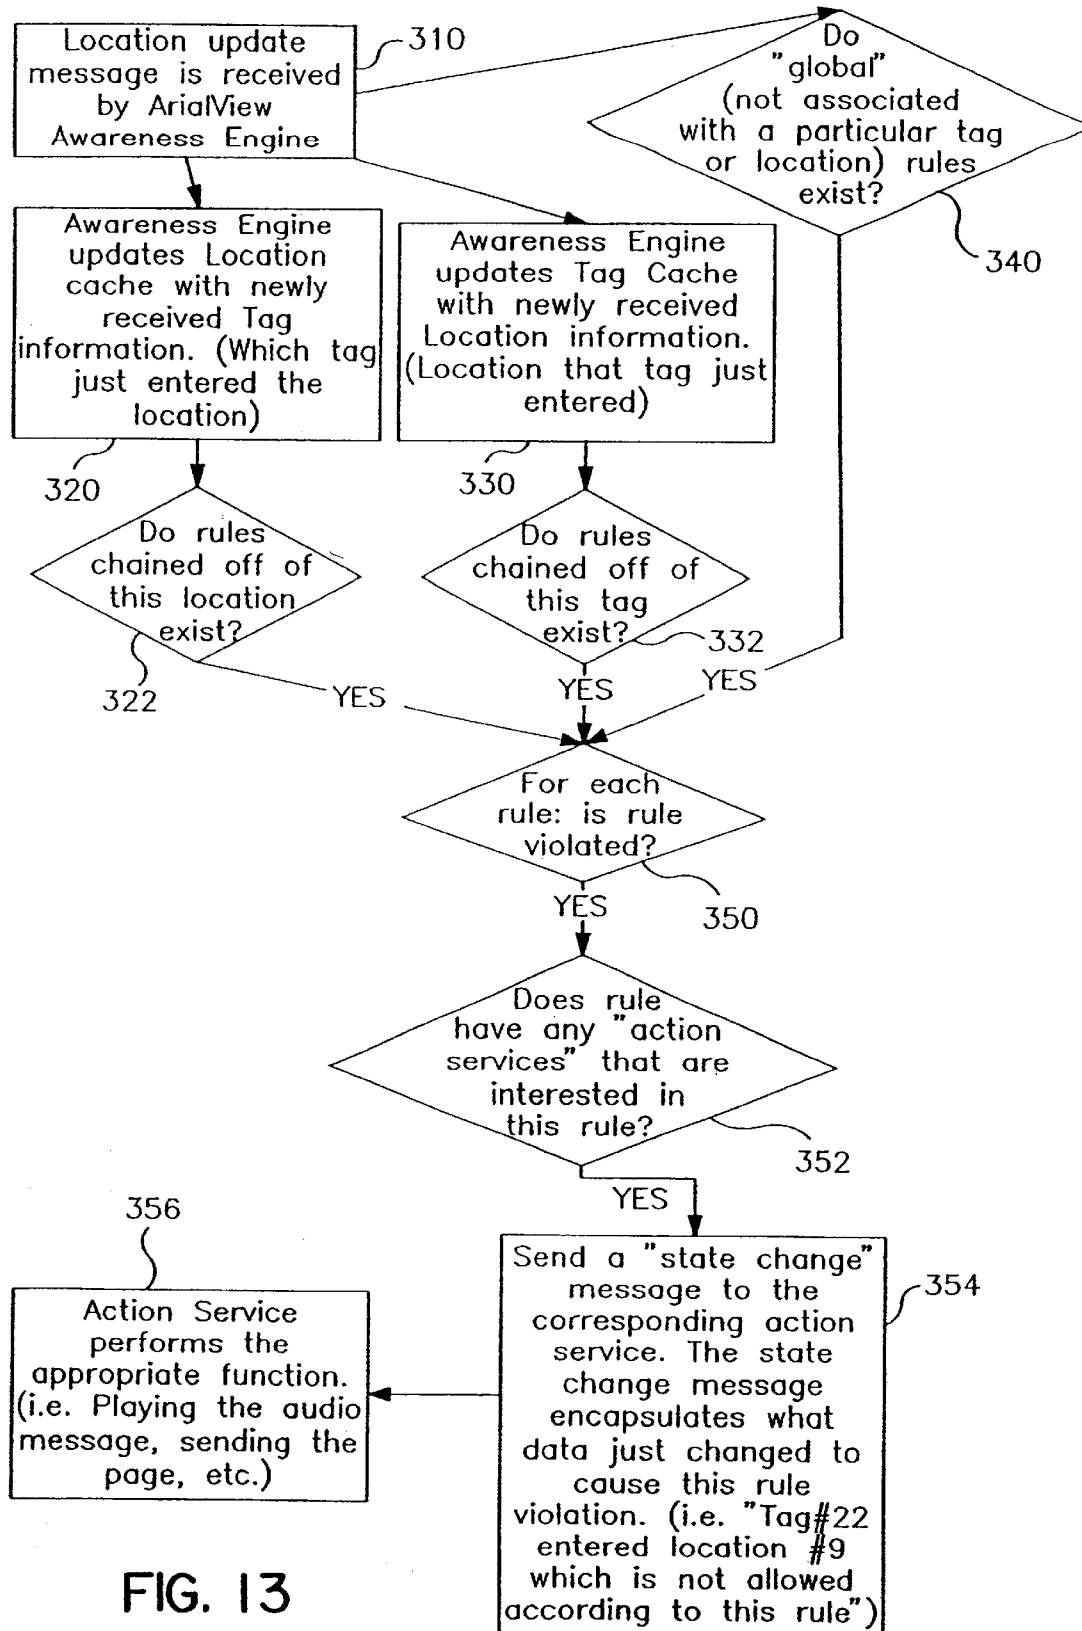 Location update
message is received
by ArialView
Awareness Engine
310
Do
"global"
(not associated
with a particular tag
or location) rules
exist?
340
Awareness Engine
updates Location
cache with newly
received Tag
information. (Which tag
just entered the
location)
320
Awareness Engine
updates Tag Cache
with newly received
Location information.
(Location that tag just
entered)
330
Do rules
chained off of
this location
exist?
322
YES
Do rules
chained off of
this tag
exist?
332
YES
YES
For each
rule: is rule
violated?
350
YES
Does rule
have any "action
services" that are
interested in
this rule?
352
YES
Send a "state change"
message to the
corresponding action
service. The state
change message
encapsulates what
data just changed to
cause this rule
violation. (i.e. "Tag#22
entered location #9
which is not allowed
according to this rule")
354
356
Action Service
performs the
appropriate function.
(i.e. Playing the audio
message, sending the
page, etc.)
FIG. 13